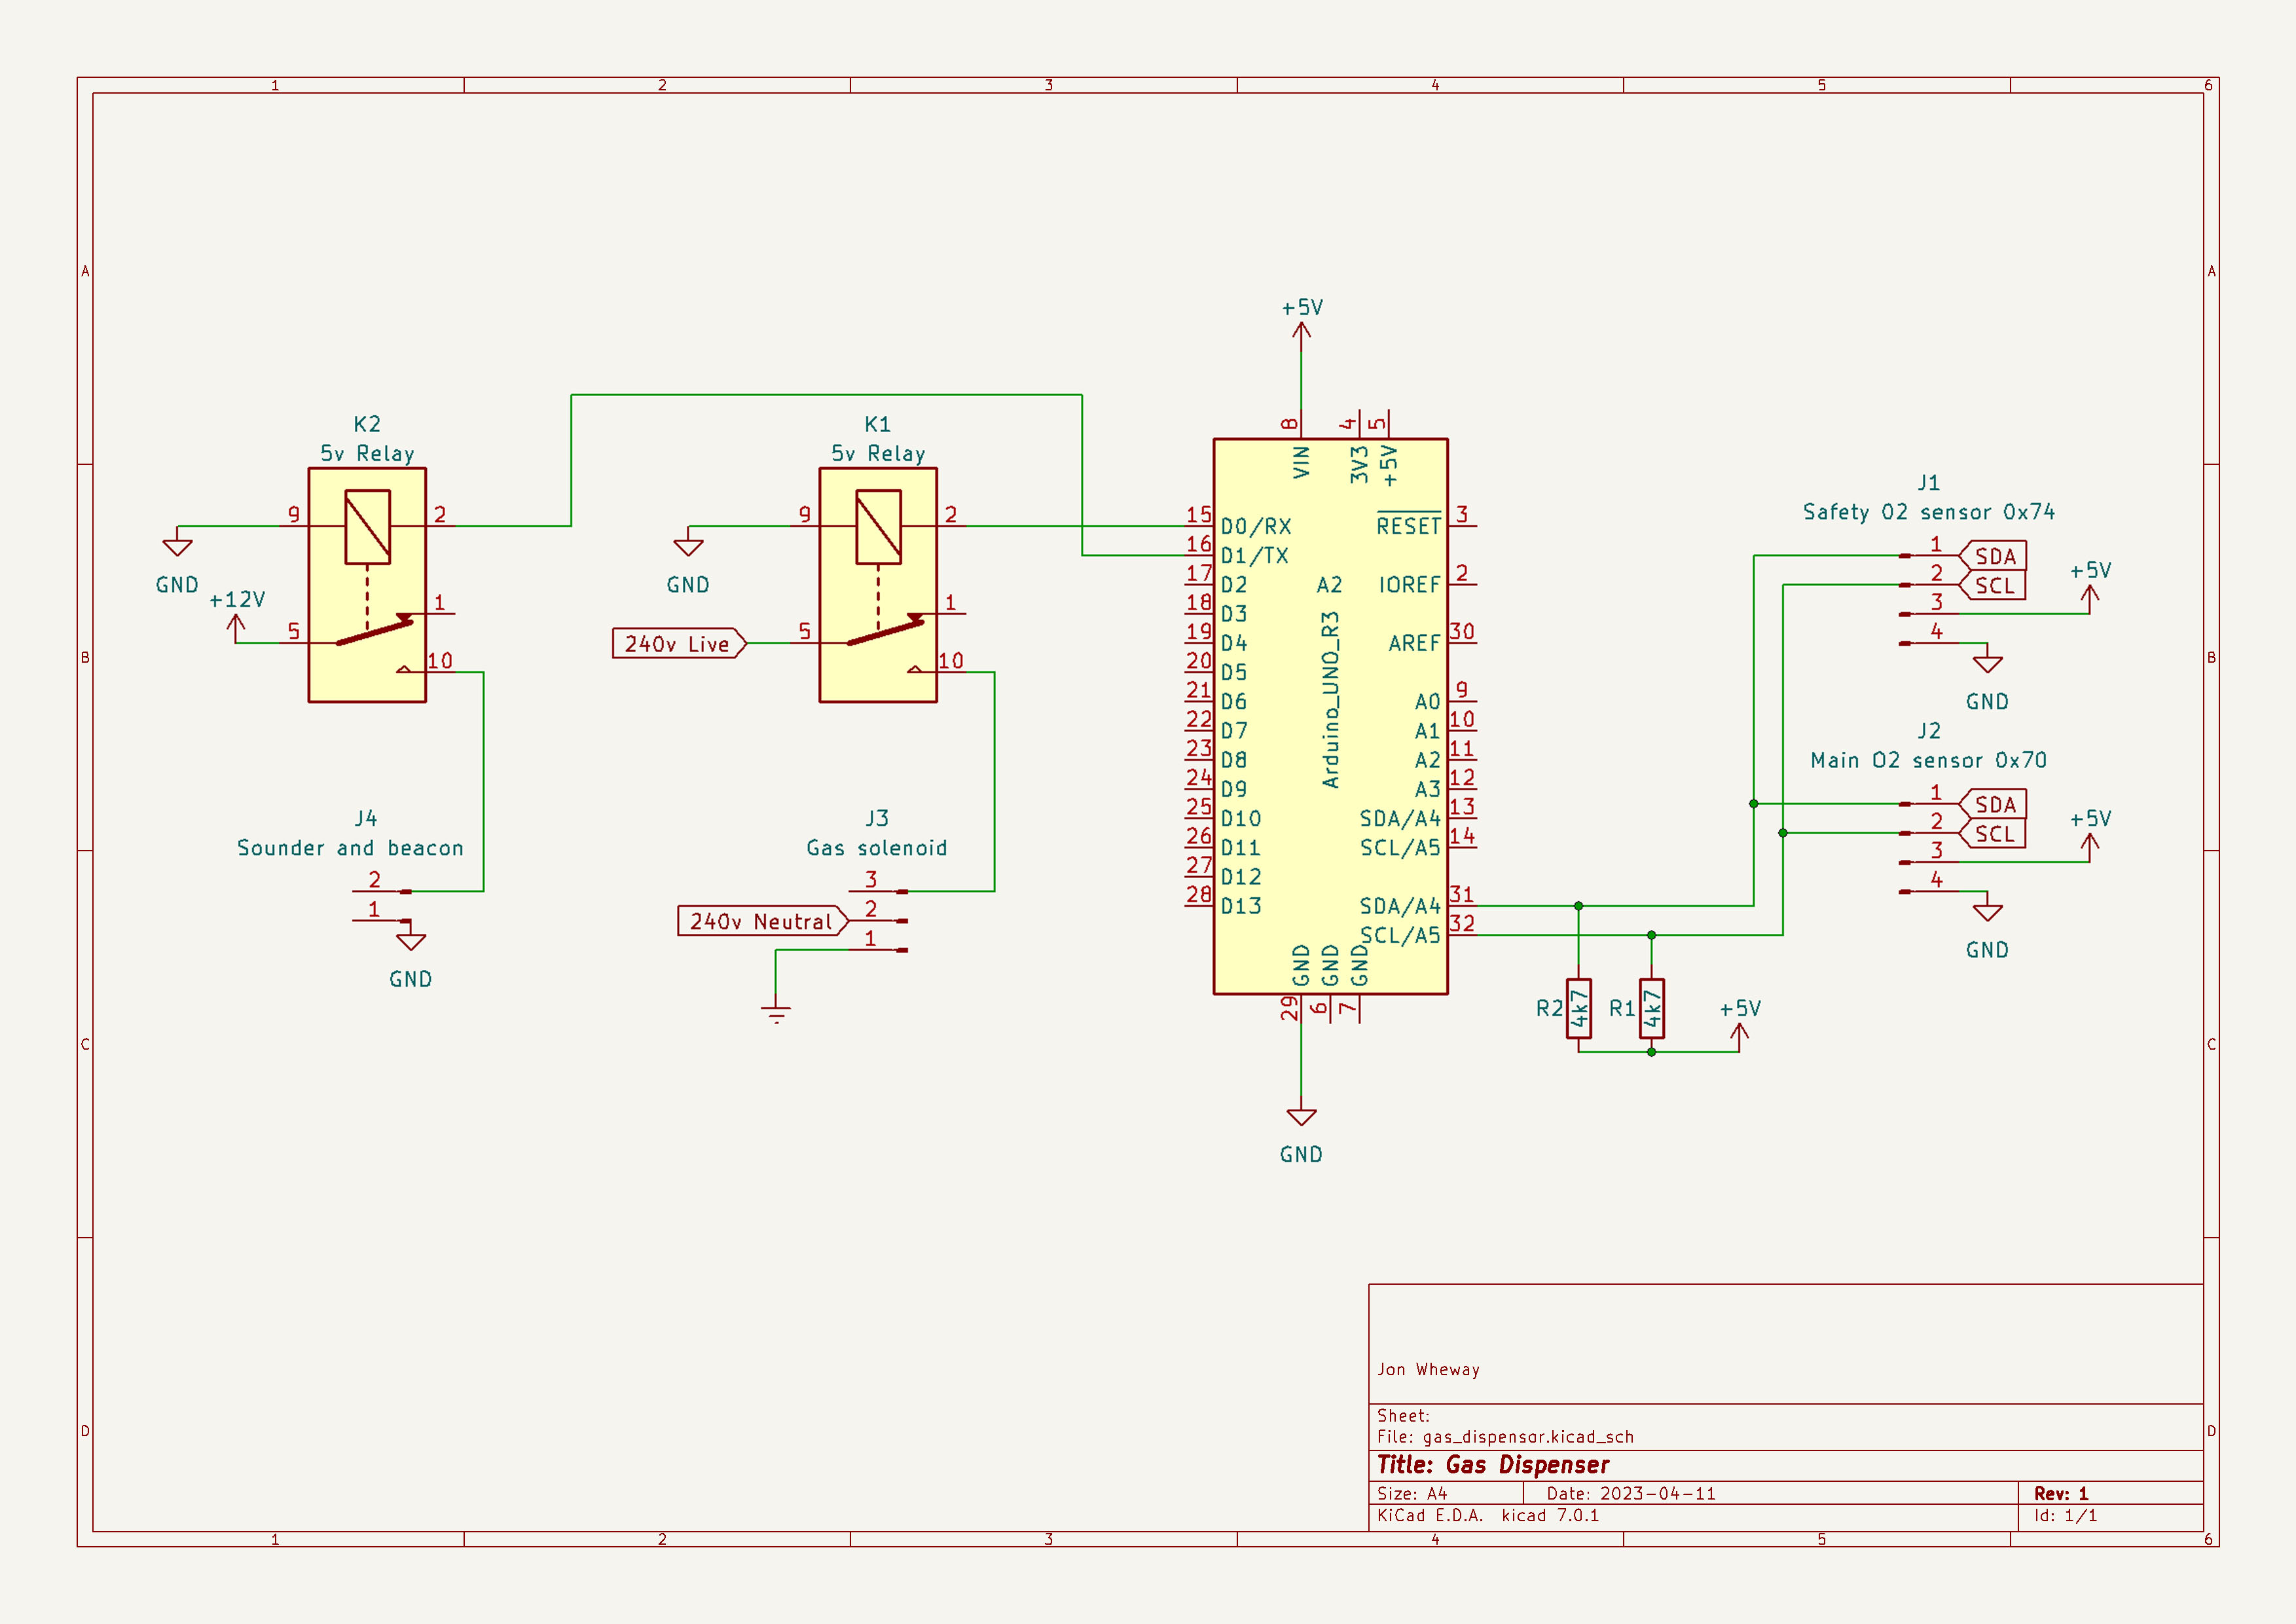 1 2 3 4 5 6
A A
B B
C C
D D
K2
5v Relay
9
2
GND
+12V
5
1
10
J4
Sounder and beacon
2
1
GND
K1
5v Relay
9
2
GND
240v Live
5
1
10
J3
Gas solenoid
3
240v Neutral
2
1
+5V
8
4
5
VIN
3V3
+5V
15 D0/RX
16 D1/TX
17 D2
18 D3
19 D4
20 D5
21 D6
22 D7
23 D8
24 D9
25 D10
26 D11
27 D12
28 D13
A2
Arduino_UNO_R3
RESET 3
IOREF 2
AREF 30
A0 9
A1 10
A2 11
A3 12
SDA/A4 13
SCL/A5 14
SDA/A4 31
SCL/A5 32
GND
GND
GND
29
6
7
GND
R2
4k7
R1
4k7
+5V
J1
Safety O2 sensor 0x74
1 SDA
2 SCL
3
4
+5V
GND
J2
Main O2 sensor 0x70
1 SDA
2 SCL
3
4
+5V
GND
Jon Wheway
Sheet:
File: gas_dispensor.kicad_sch
Title: Gas Dispenser
Size: A4 Date: 2023-04-11 Rev: 1
KiCad E.D.A. kicad 7.0.1 Id: 1/1
1 2 3 4 5 6